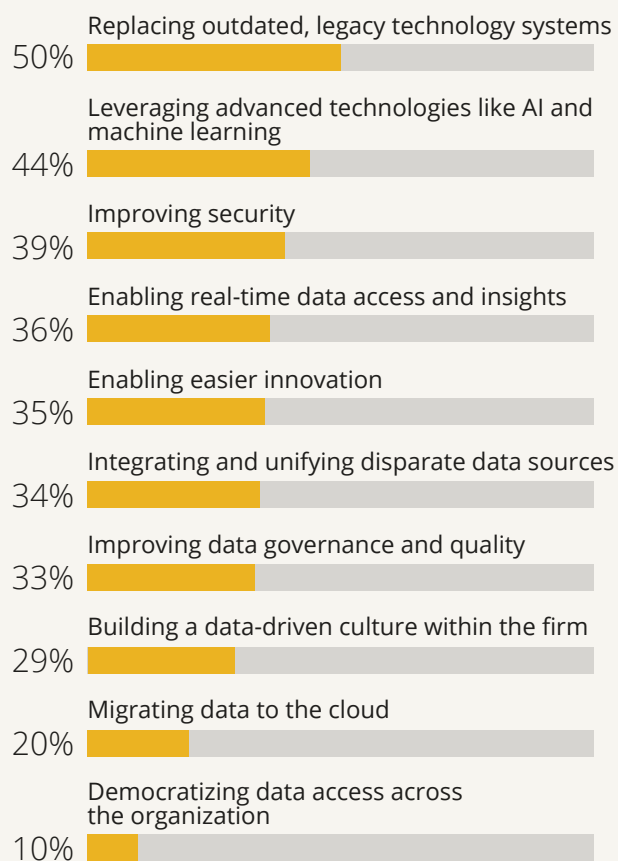 Replacing outdated, legacy technology systems
50%
Leveraging advanced technologies like AI and
machine learning
44%
Improving security
39%
Enabling real-time data access and insights
36%
Enabling easier innovation
35%
Integrating and unifying disparate data sources
34%
Improving data governance and quality
33%
Building a data-driven culture within the firm
29%
Migrating data to the cloud
20%
Democratizing data access across
the organization
10%